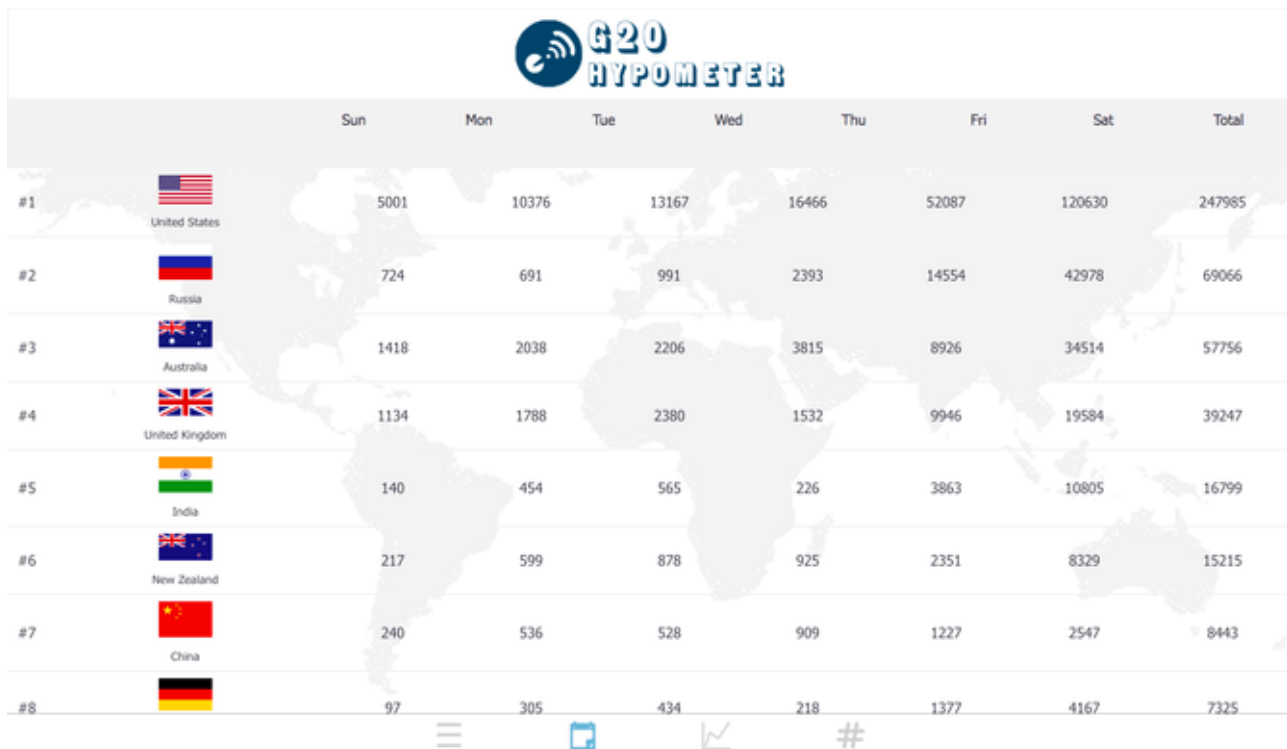 G20
HYPOMETER
Sun Mon Tue Wed Thu Fri Sat Total
#1 5001 10376 13167 16466 52087 120630 247985
United States
#2 724 691 991 2393 14554 42978 69066
Russia
#3 1418 2038 2206 3815 8926 34514 57756
Australia
#4 1134 1788 2380 1532 9946 19584 39247
United Kingdom
#5 140 454 565 226 3863 10805 16799
India
#6 217 599 878 925 2351 8329 15215
New Zealand
#7 240 536 528 909 1227 2547 8443
China
#8 97 305 434 218 1377 4167 7325
#